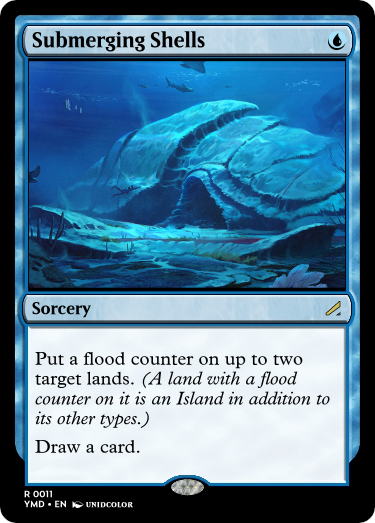 Submerging Shells
Sorcery
Put a flood counter on up to two
target lands. (A land with a flood
counter on it is an Island in addition to
its other types.)
Draw a card.
R 0011
YMD • EN UNIDCOLOR